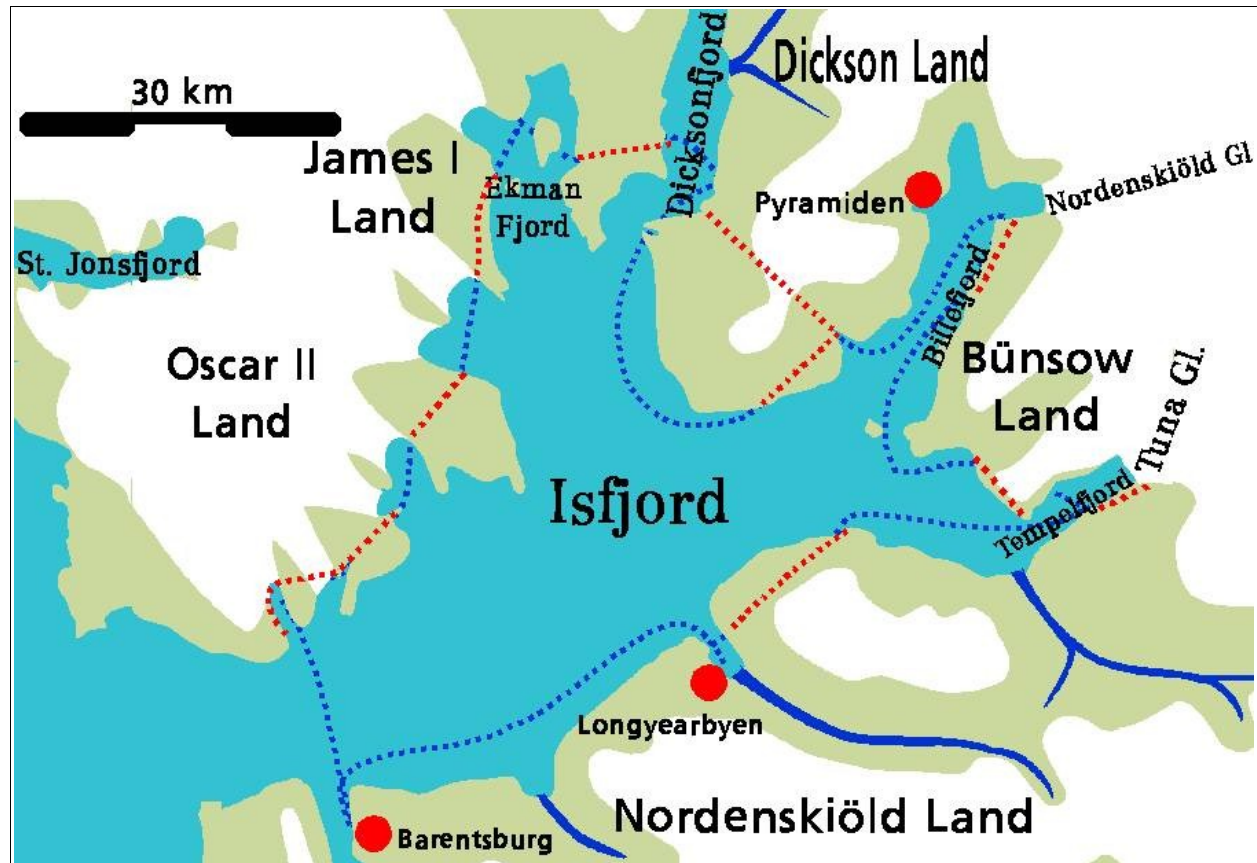 Dickson Land
30 km
Dicksonfjord
James I
Land
Ekman
Fjord
Pyramiden
Nordenskiöld Gl
St. Jonsfjord
Billefjord
Oscar II
Land
Bünsow
Land
Tuna Gl.
Isfjord
Tempelfjord
Longyearbyen
Nordenskiöld Land
Barentsburg